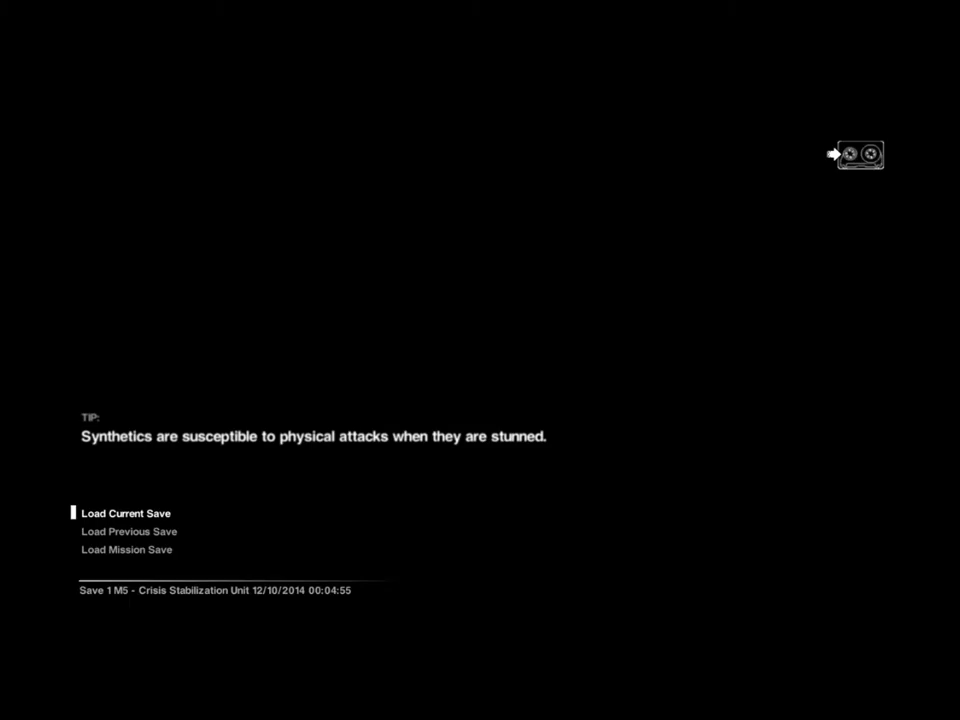 TIP:
Synthetics are susceptible to physical attacks when they are stunned.
Load Current Save
Load Previous Save
Load Mission Save
Save 1 M5 - Crisis Stabilization Unit 12/10/2014 00:04:55